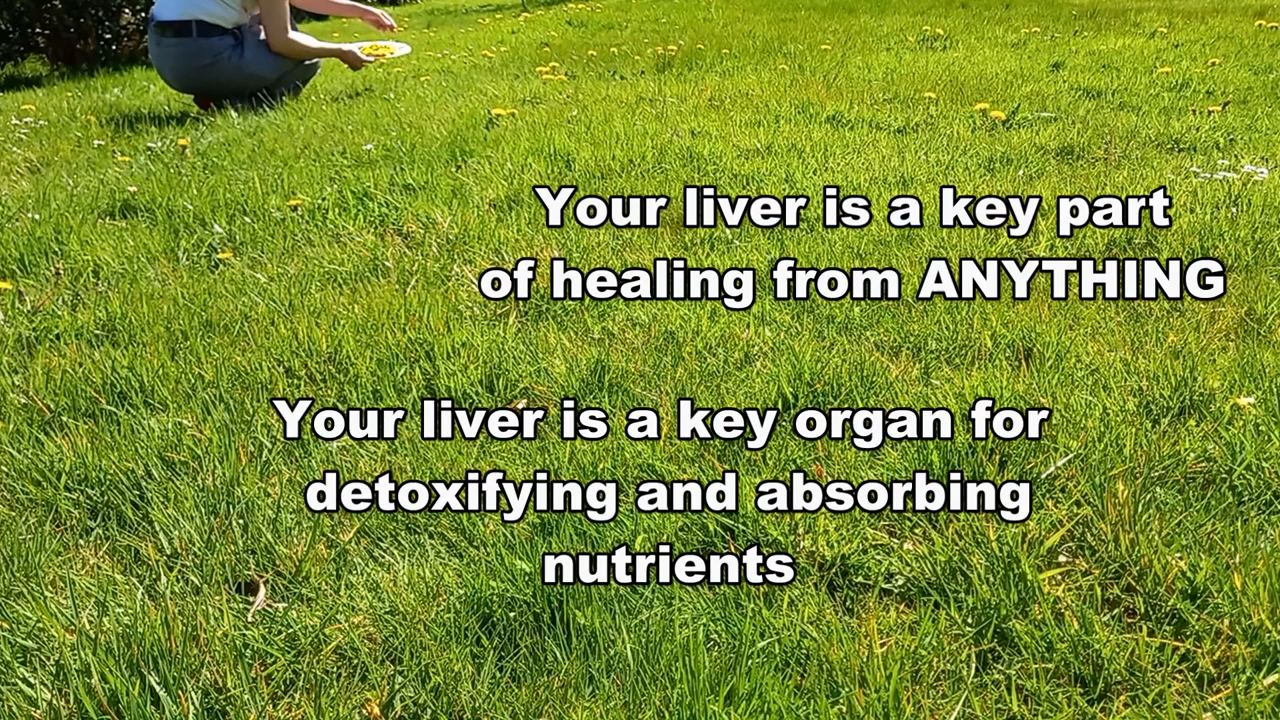 Your liver is a key part
of healing from ANYTHING
Your liver is a key organ for
detoxifying and absorbing
nutrients